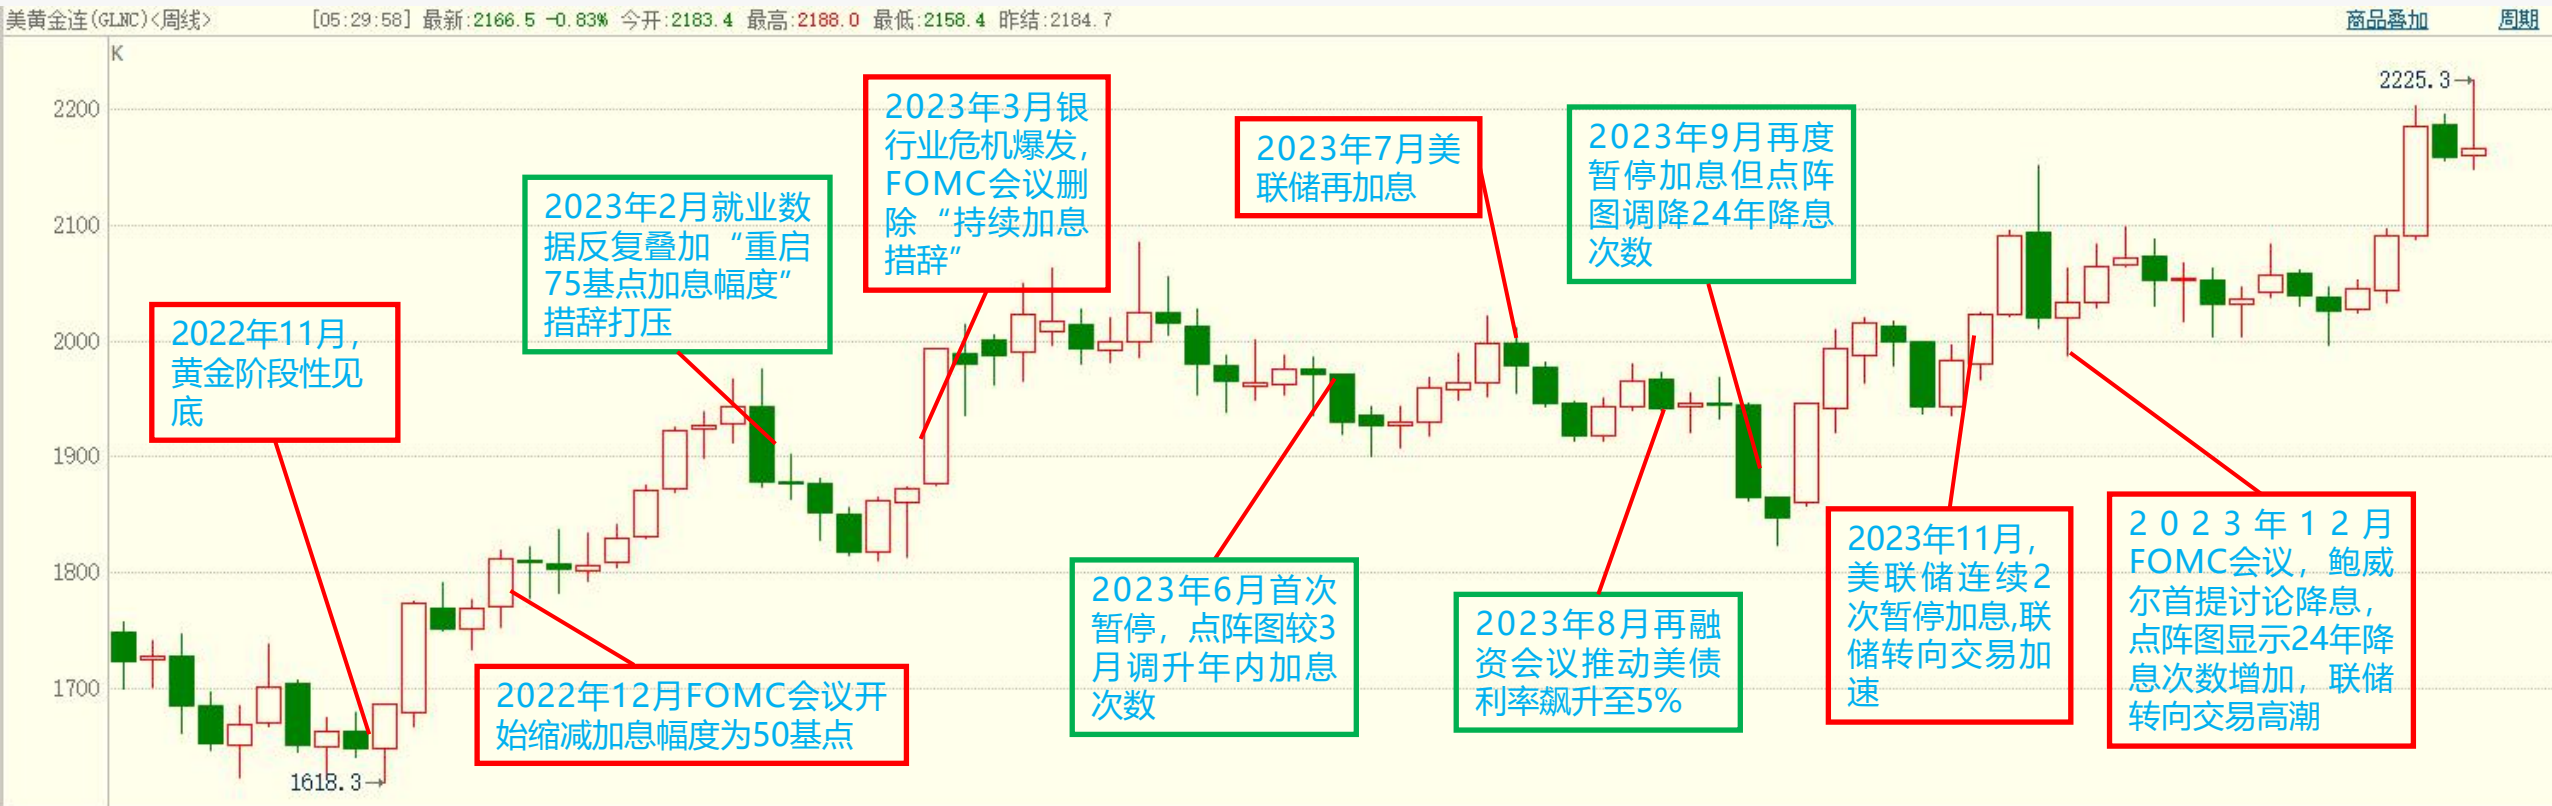 美黄金连(GLNC)<周线> [05:29:58] 最新:2166.5 -0.83% 今开:2183.4 最高:2188.0 最低:2158.4 昨结:2184.7 商品叠加 周期
K
2200
2100
2000
1900
1800
1700
2225.3
1618.3
2022年11月,
黄金阶段性见
底
2022年12月FOMC会议开
始缩减加息幅度为50基点
2023年2月就业数
据反复叠加“重启
75基点加息幅度”
措辞打压
2023年3月银
行业危机爆发,
FOMC会议删
除“持续加息
措辞”
2023年6月首次
暂停，点阵图较3
月调升年内加息
次数
2023年7月美
联储再加息
2023年8月再融
资会议推动美债
利率飙升至5%
2023年9月再度
暂停加息但点阵
图调降24年降息
次数
2023年11月,
美联储连续2
次暂停加息,联
储转向交易加
速
2023年12月
FOMC会议，鲍威
尔首提讨论降息,
点阵图显示24年降
息次数增加，联储
转向交易高潮